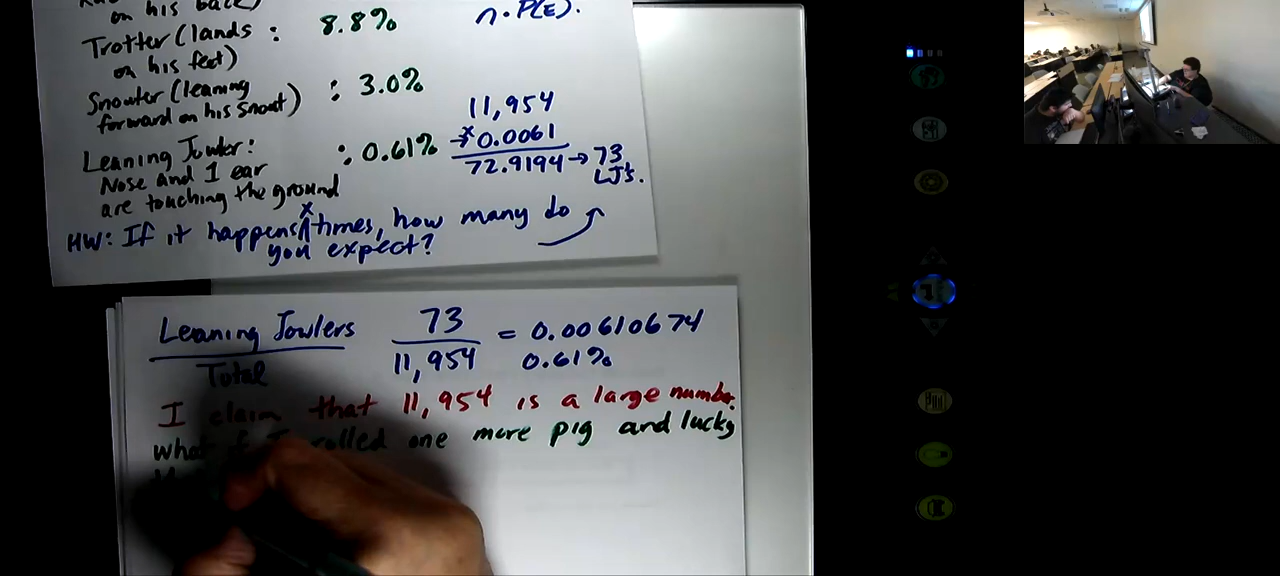 on his back)
n·P(E).
Trotter (lands : 8.8%
on his feet)
Snouter (leaning : 3.0%
forward on his snout)
11,954
x 0.0061
72.9194 → 73
LJ's.
Leaning Jowler: : 0.61%
Nose and 1 ear
are touching the ground
HW: If it happens x times, how many do
you expect?
Leaning Jowlers 73 = 0.00610674
Total 11,954 0.61%
I claim that 11,954 is a large number.
what if I rolled one more pig and lucky